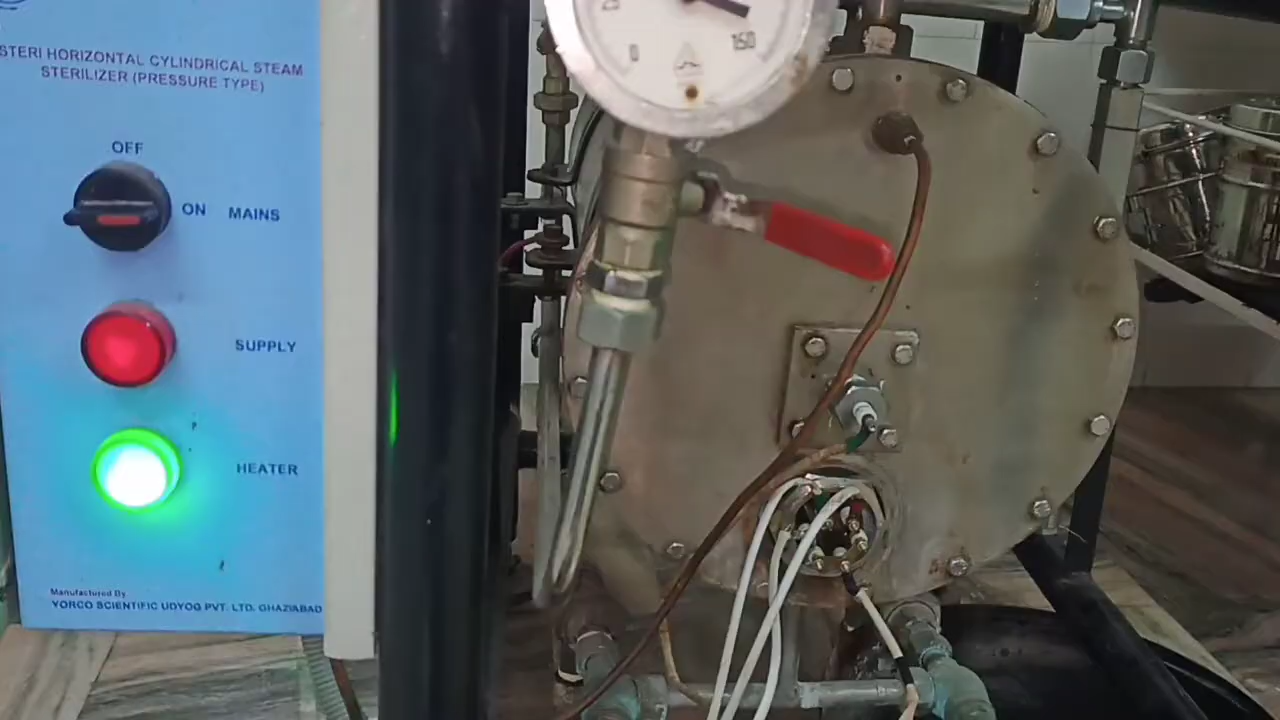 STERI HORIZONTAL CYLINDRICAL STEAM
STERILIZER (PRESSURE TYPE)
OFF
ON MAINS
SUPPLY
HEATER
Manufactured By
YORCO SCIENTIFIC UDYOG PVT. LTD. GHAZIABAD
0
150